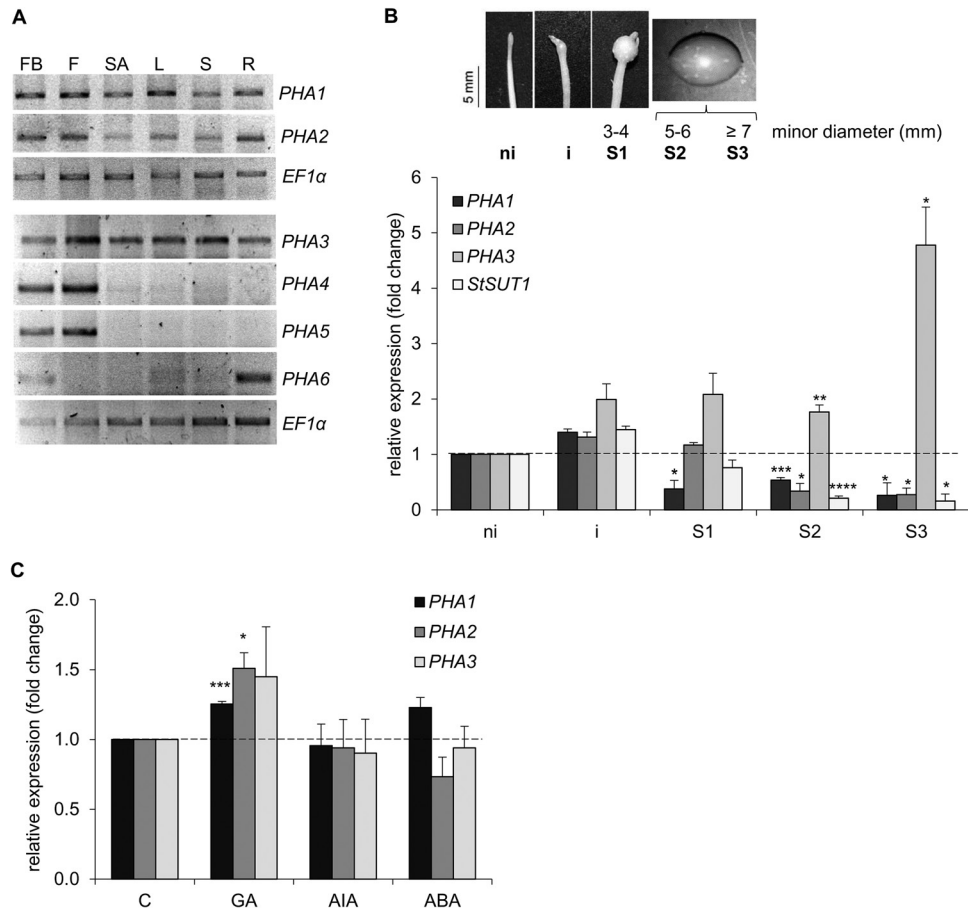 A
FB F SA L S R
PHA1
PHA2
EF1α
PHA3
PHA4
PHA5
PHA6
EF1α
B
5 mm
3-4 5-6 ≥ 7 minor diameter (mm)
ni i S1 S2 S3
relative expression (fold change)
6
5
4
3
2
1
0
PHA1
PHA2
PHA3
StSUT1
* *** * ** **** * * * *
ni i S1 S2 S3
C
relative expression (fold change)
2.0
1.5
1.0
0.5
0.0
PHA1
PHA2
PHA3
*** *
C GA AIA ABA